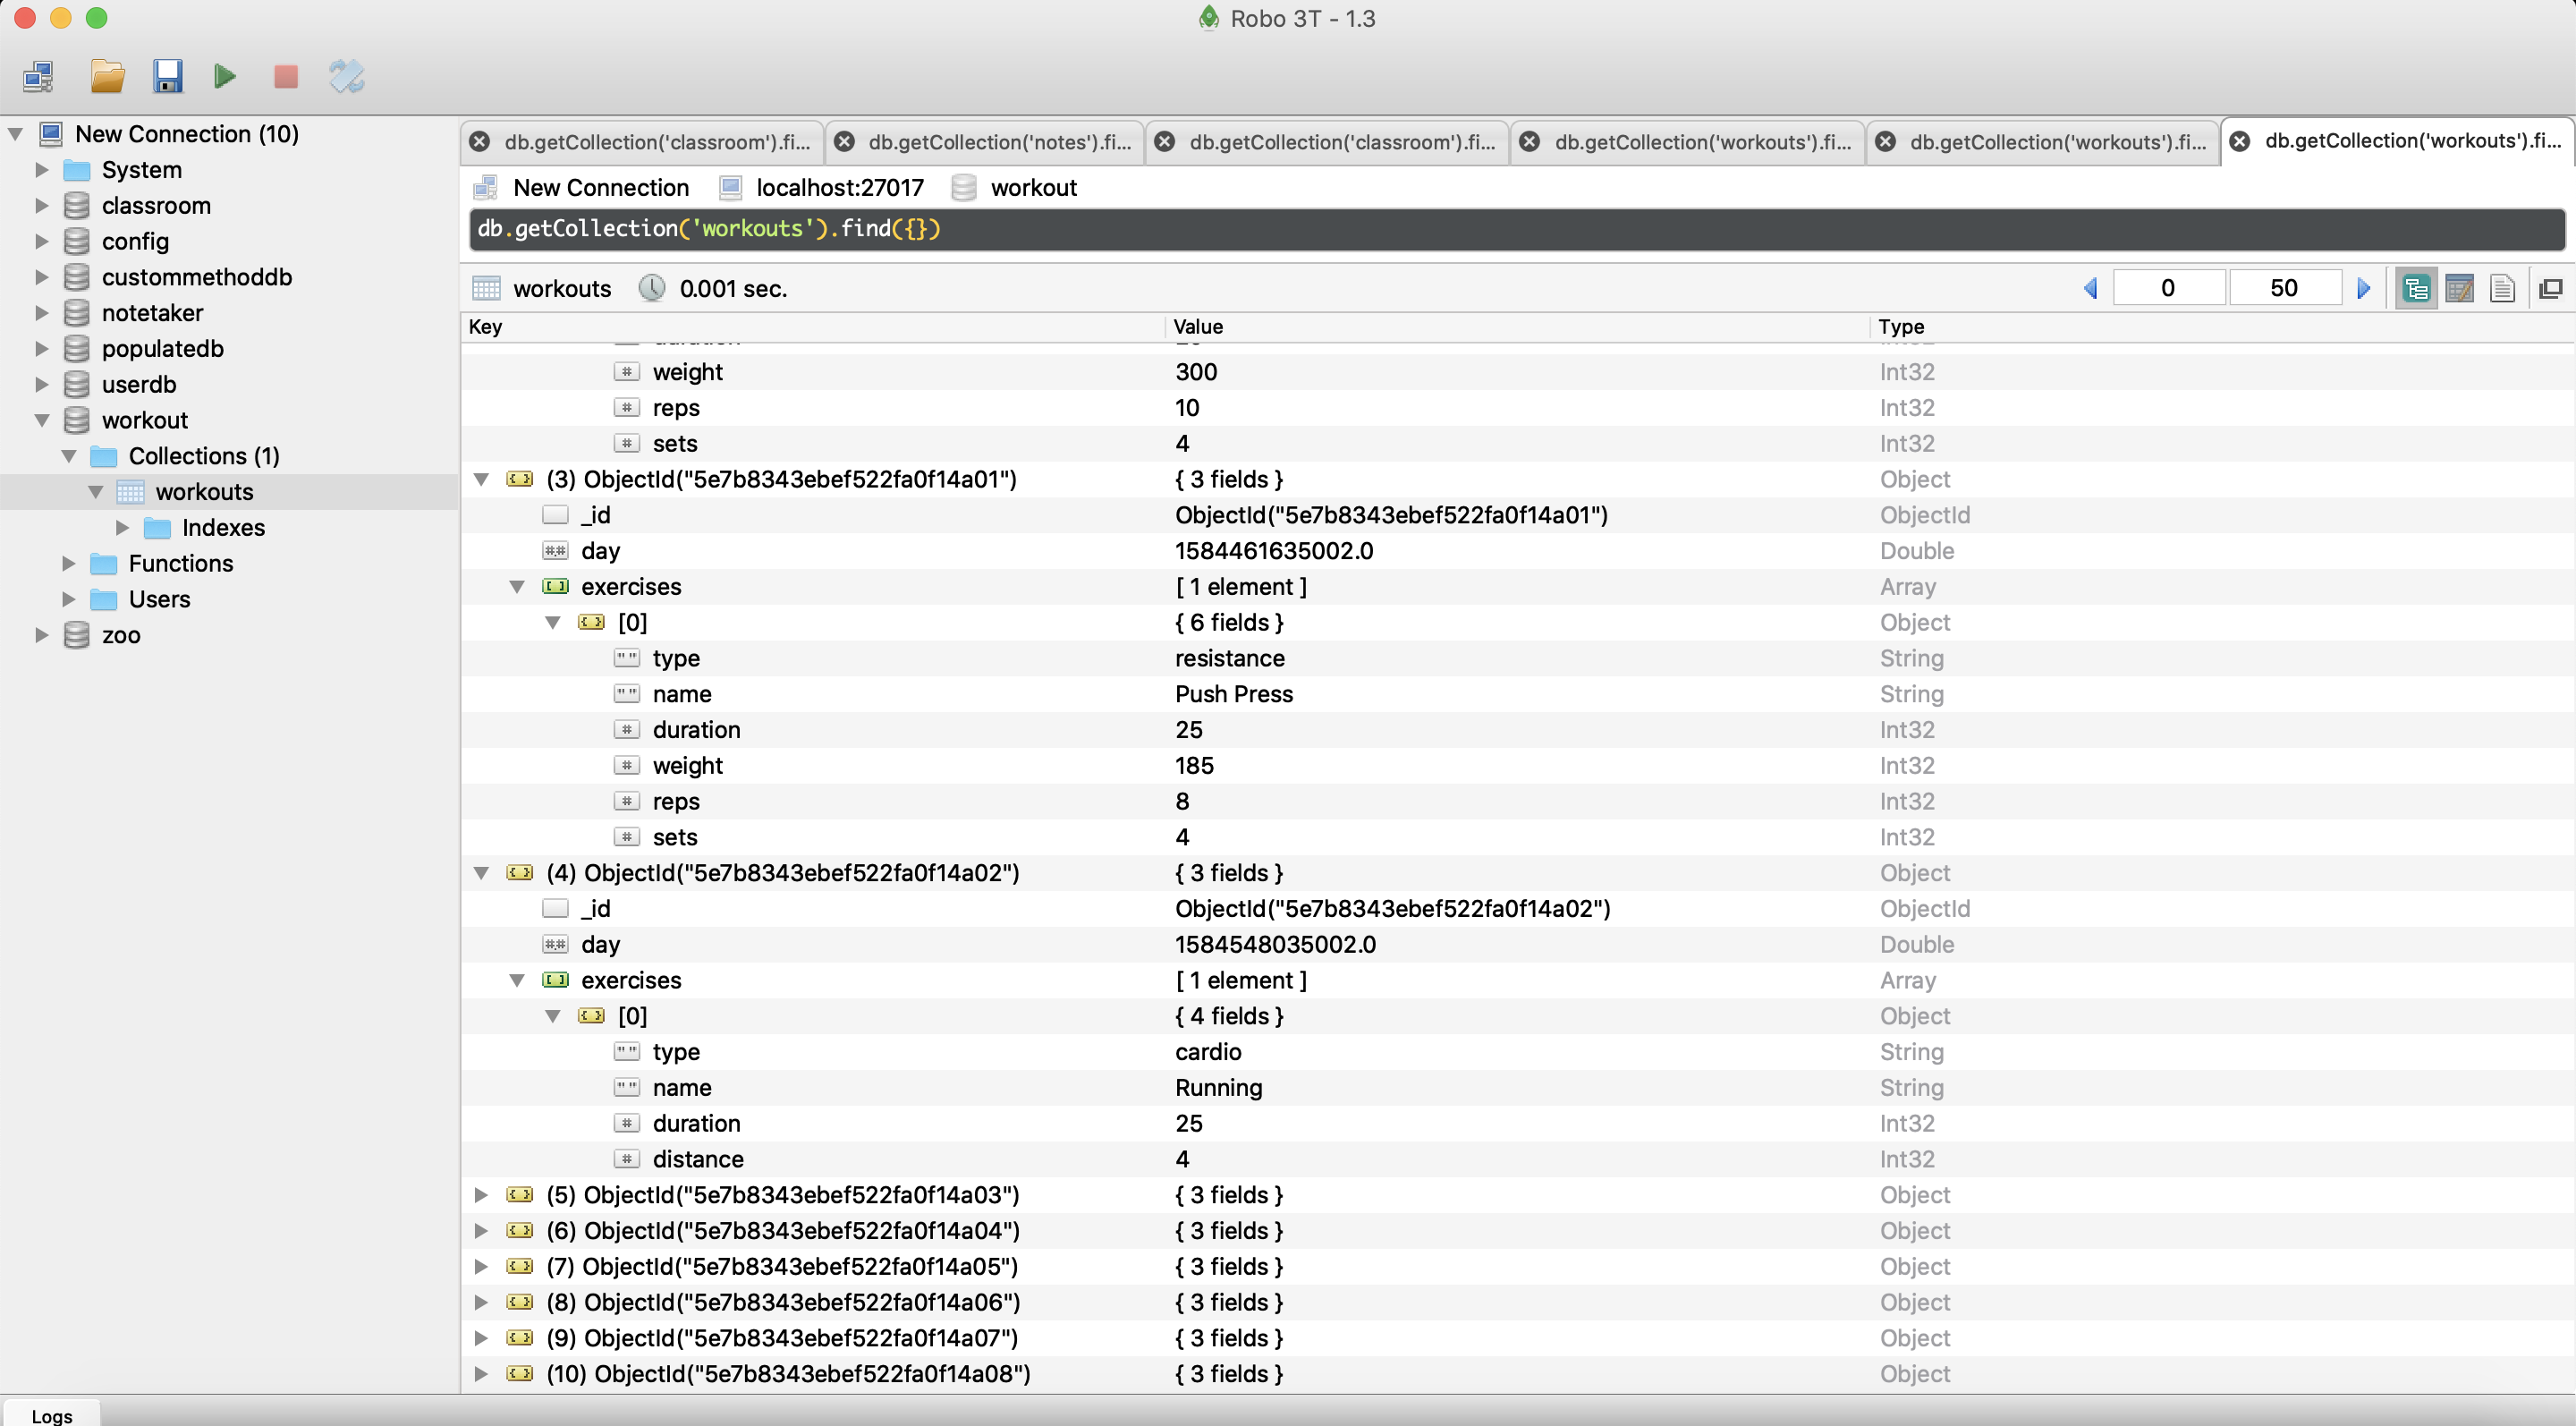 Robo 3T - 1.3
New Connection (10)
System
classroom
config
custommethoddb
notetaker
populatedb
userdb
workout
Collections (1)
workouts
Indexes
Functions
Users
zoo
db.getCollection('classroom').fi... db.getCollection('notes').fi... db.getCollection('classroom').fi... db.getCollection('workouts').fi... db.getCollection('workouts').fi... db.getCollection('workouts').fi...
New Connection localhost:27017 workout
db.getCollection('workouts').find({})
workouts 0.001 sec. 0 50
Key Value Type
weight 300 Int32
reps 10 Int32
sets 4 Int32
(3) ObjectId("5e7b8343ebef522fa0f14a01") { 3 fields } Object
_id ObjectId("5e7b8343ebef522fa0f14a01") ObjectId
day 1584461635002.0 Double
exercises [ 1 element ] Array
[0] { 6 fields } Object
type resistance String
name Push Press String
duration 25 Int32
weight 185 Int32
reps 8 Int32
sets 4 Int32
(4) ObjectId("5e7b8343ebef522fa0f14a02") { 3 fields } Object
_id ObjectId("5e7b8343ebef522fa0f14a02") ObjectId
day 1584548035002.0 Double
exercises [ 1 element ] Array
[0] { 4 fields } Object
type cardio String
name Running String
duration 25 Int32
distance 4 Int32
(5) ObjectId("5e7b8343ebef522fa0f14a03") { 3 fields } Object
(6) ObjectId("5e7b8343ebef522fa0f14a04") { 3 fields } Object
(7) ObjectId("5e7b8343ebef522fa0f14a05") { 3 fields } Object
(8) ObjectId("5e7b8343ebef522fa0f14a06") { 3 fields } Object
(9) ObjectId("5e7b8343ebef522fa0f14a07") { 3 fields } Object
(10) ObjectId("5e7b8343ebef522fa0f14a08") { 3 fields } Object
Logs